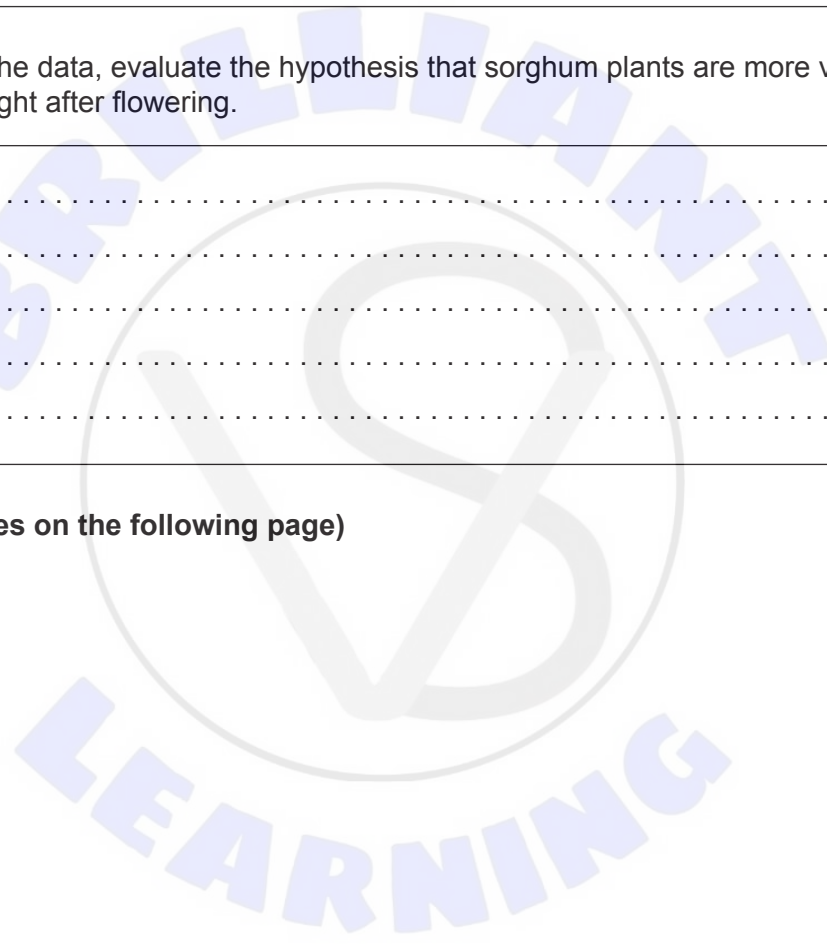 he data, evaluate the hypothesis that sorghum plants are more v
ght after flowering.
es on the following page)
BRILLIANT
VS
LEARNING